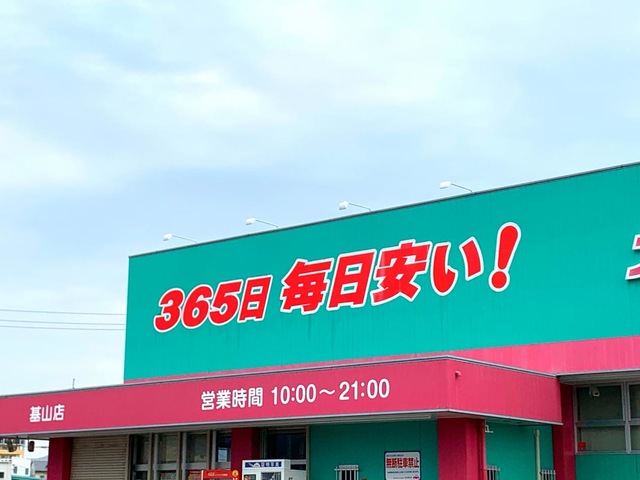 365日 毎日安い!
基山店
営業時間 10:00～21:00
無断駐車禁止